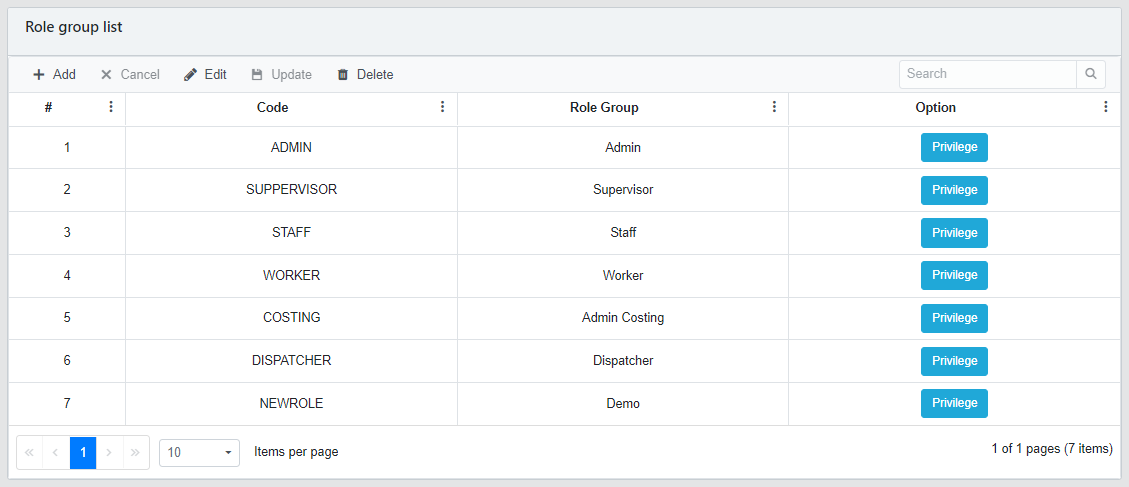 Role group list
Add Cancel Edit Update Delete Search
# Code Role Group Option
1 ADMIN Admin Privilege
2 SUPPERVISOR Supervisor Privilege
3 STAFF Staff Privilege
4 WORKER Worker Privilege
5 COSTING Admin Costing Privilege
6 DISPATCHER Dispatcher Privilege
7 NEWROLE Demo Privilege
« ‹ 1 › » 10 Items per page 1 of 1 pages (7 items)